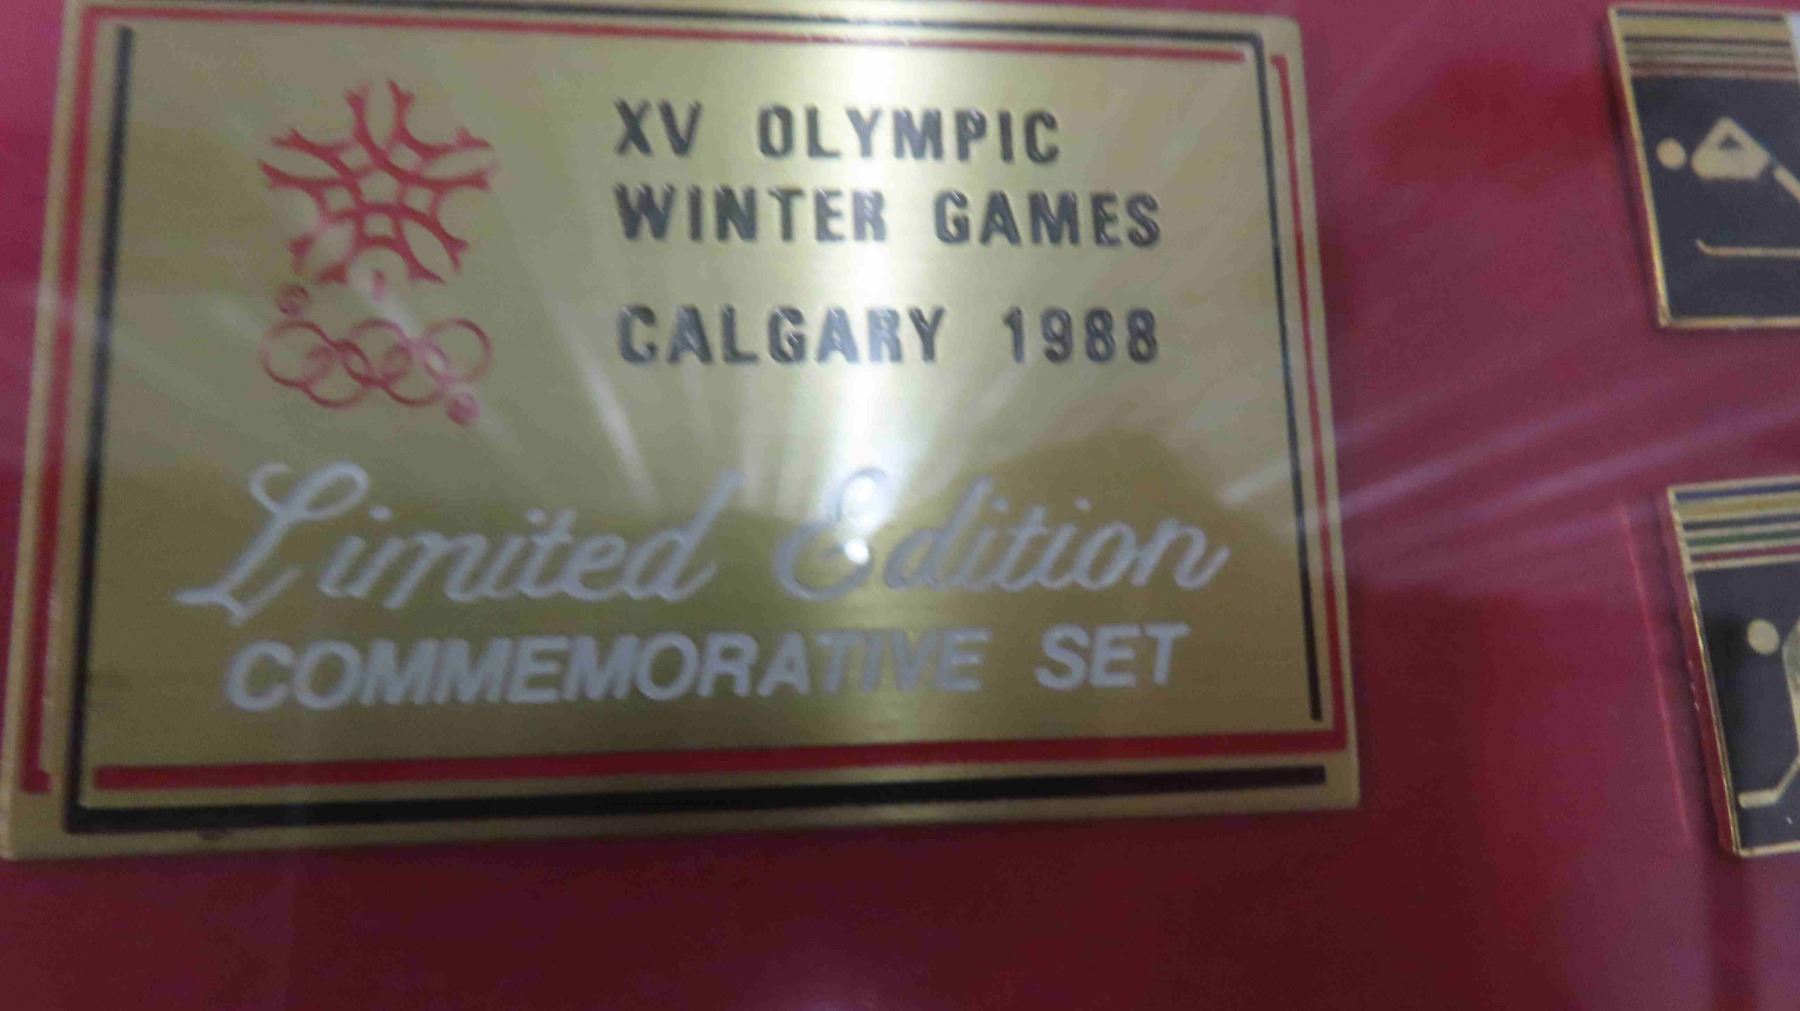 XV OLYMPIC
WINTER GAMES
CALGARY 1988
©
Limited Edition
COMMEMORATIVE SET